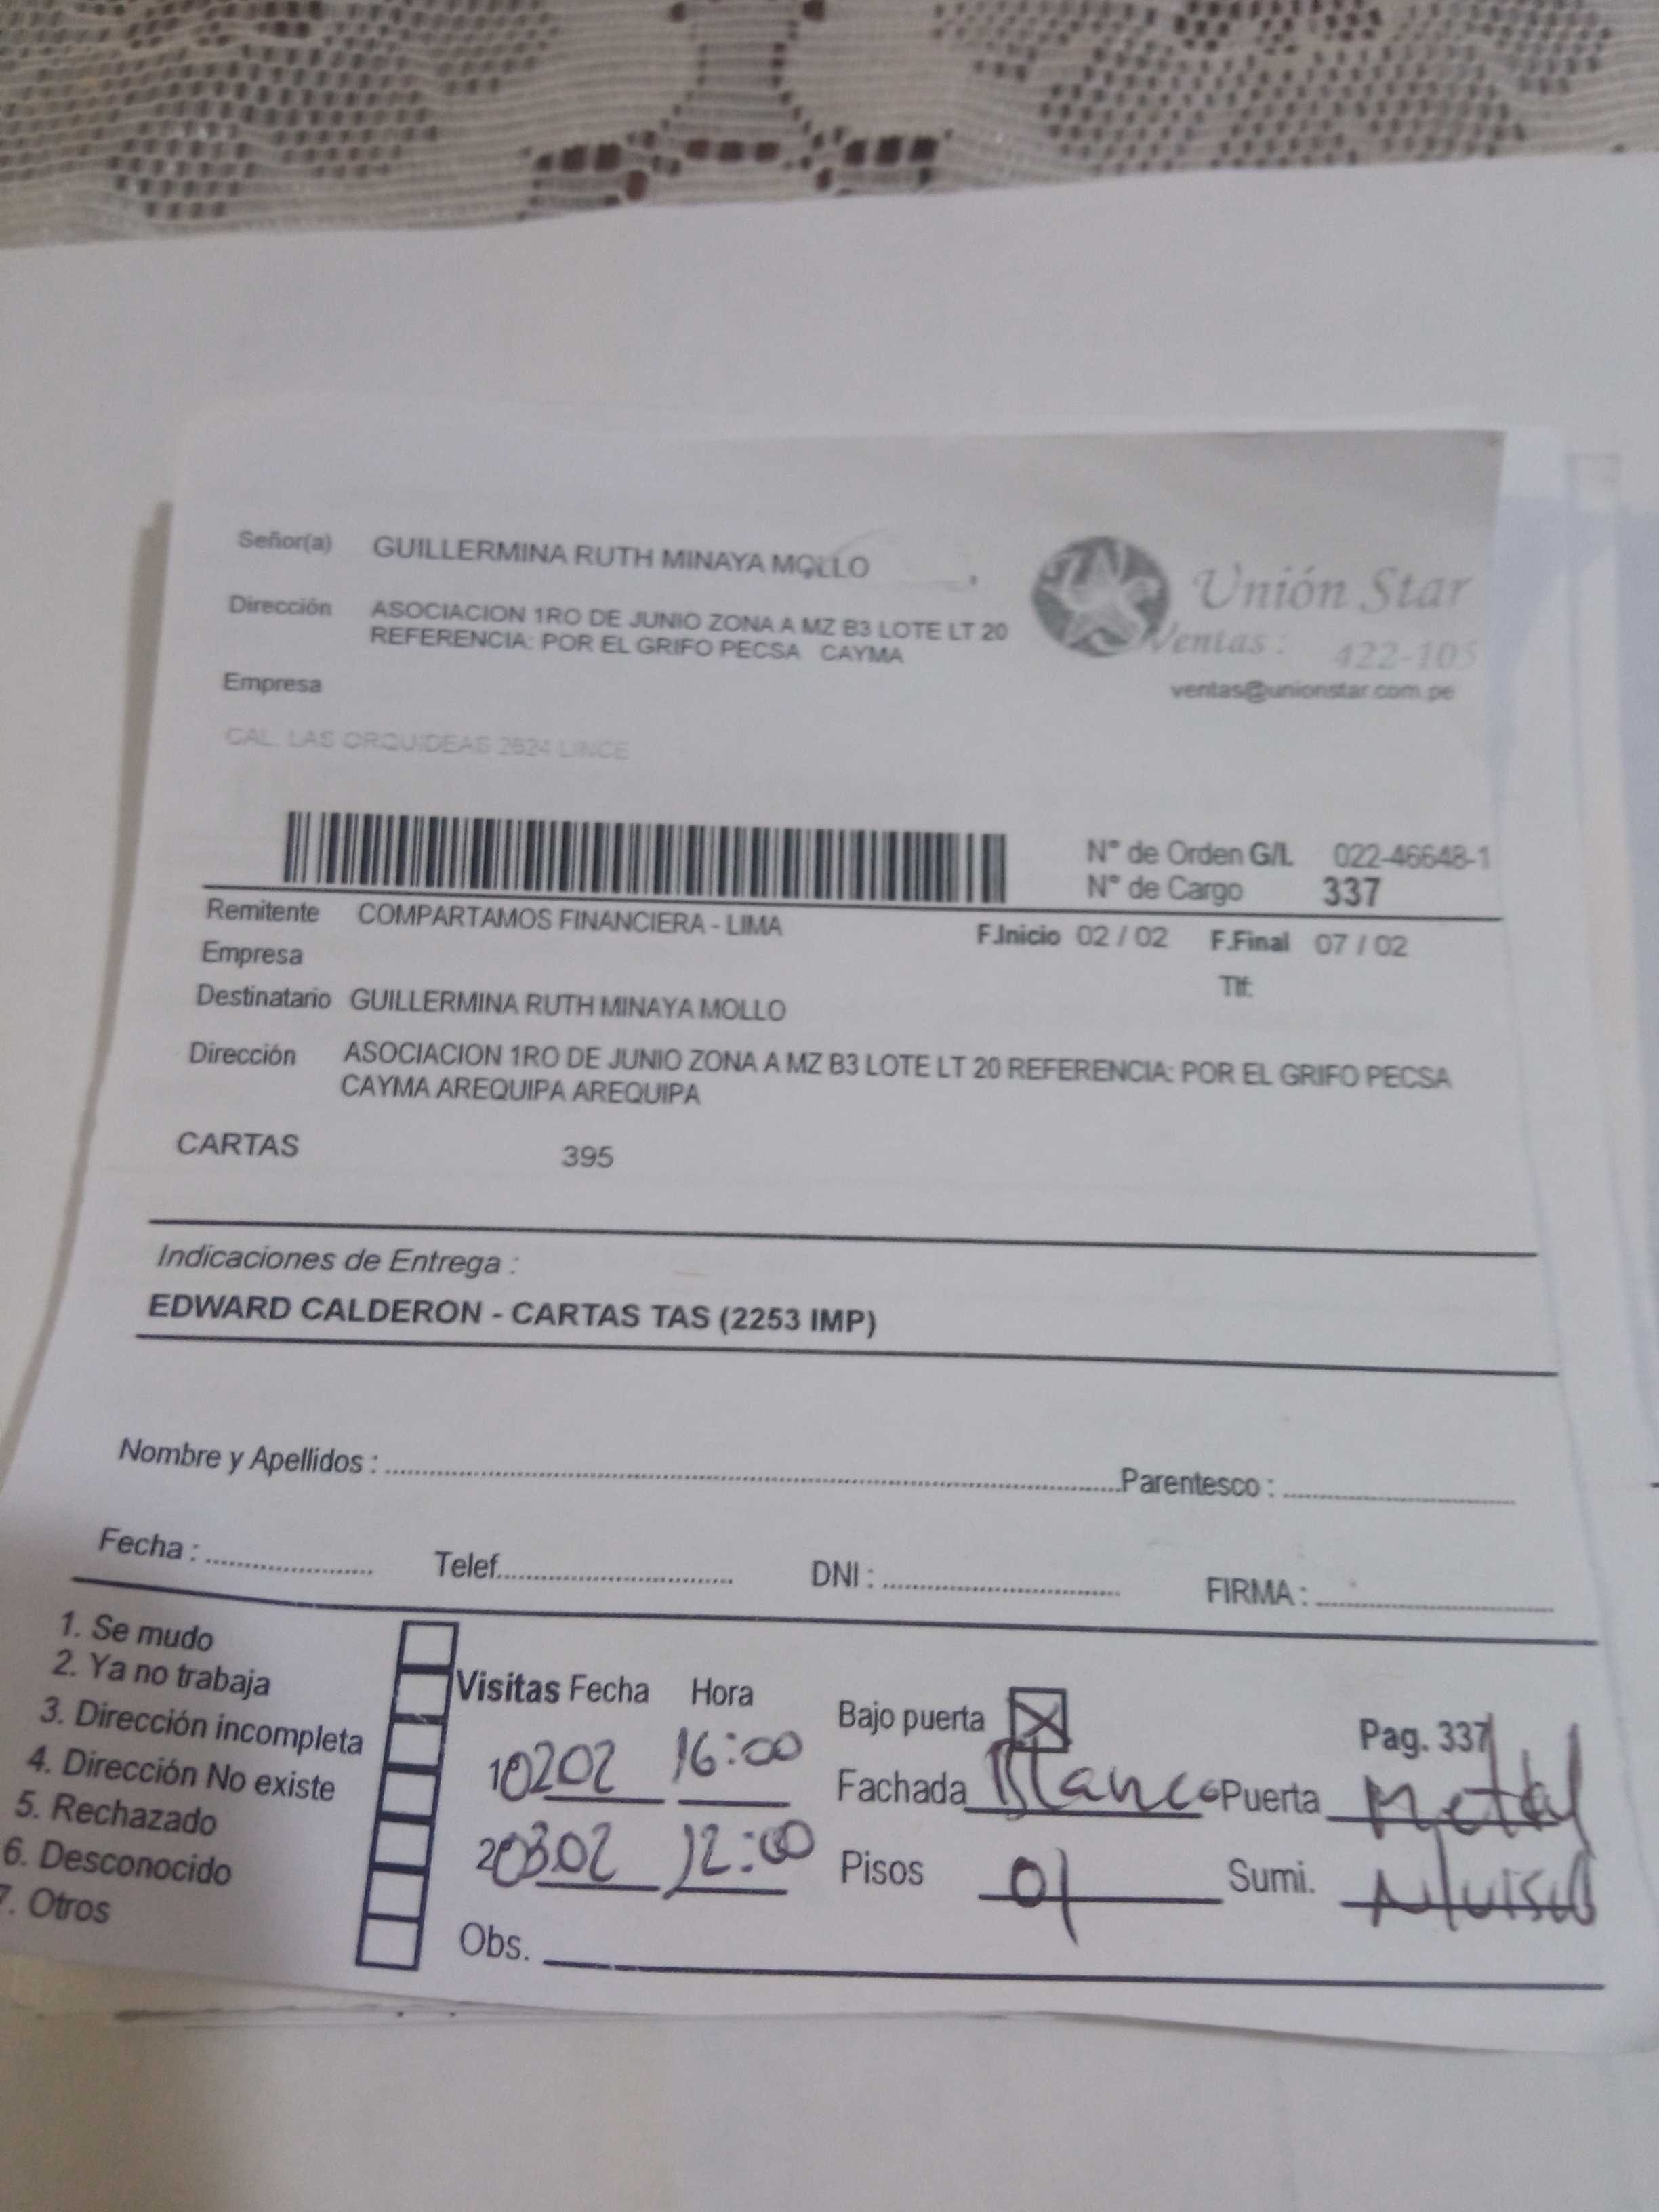 Señor(a) GUILLERMINA RUTH MINAYA MOLLO
Dirección ASOCIACION 1RO DE JUNIO ZONA A MZ B3 LOTE LT 20
REFERENCIA: POR EL GRIFO PECSA CAYMA
Unión Star
Ventas: 422-105
ventas@unionstar.com.pe
Empresa
CAL. LAS ORQUIDEAS 2624 LINCE
N° de Orden G/L 022-46648-1
N° de Cargo 337
Remitente COMPARTAMOS FINANCIERA - LIMA
F.Inicio 02 / 02 F.Final 07 / 02
Empresa
Tlf:
Destinatario GUILLERMINA RUTH MINAYA MOLLO
Dirección ASOCIACION 1RO DE JUNIO ZONA A MZ B3 LOTE LT 20 REFERENCIA: POR EL GRIFO PECSA
CAYMA AREQUIPA AREQUIPA
CARTAS 395
Indicaciones de Entrega :
EDWARD CALDERON - CARTAS TAS (2253 IMP)
Nombre y Apellidos : Parentesco :
Fecha : Telef. DNI : FIRMA :
1. Se mudo
2. Ya no trabaja
3. Dirección incompleta
4. Dirección No existe
5. Rechazado
6. Desconocido
7. Otros
Visitas Fecha Hora
1 0202 16:00
2 0302 12:00
Obs.
Bajo puerta X
Pag. 337
Fachada Blanco Puerta Metal
Pisos 01 Sumi.